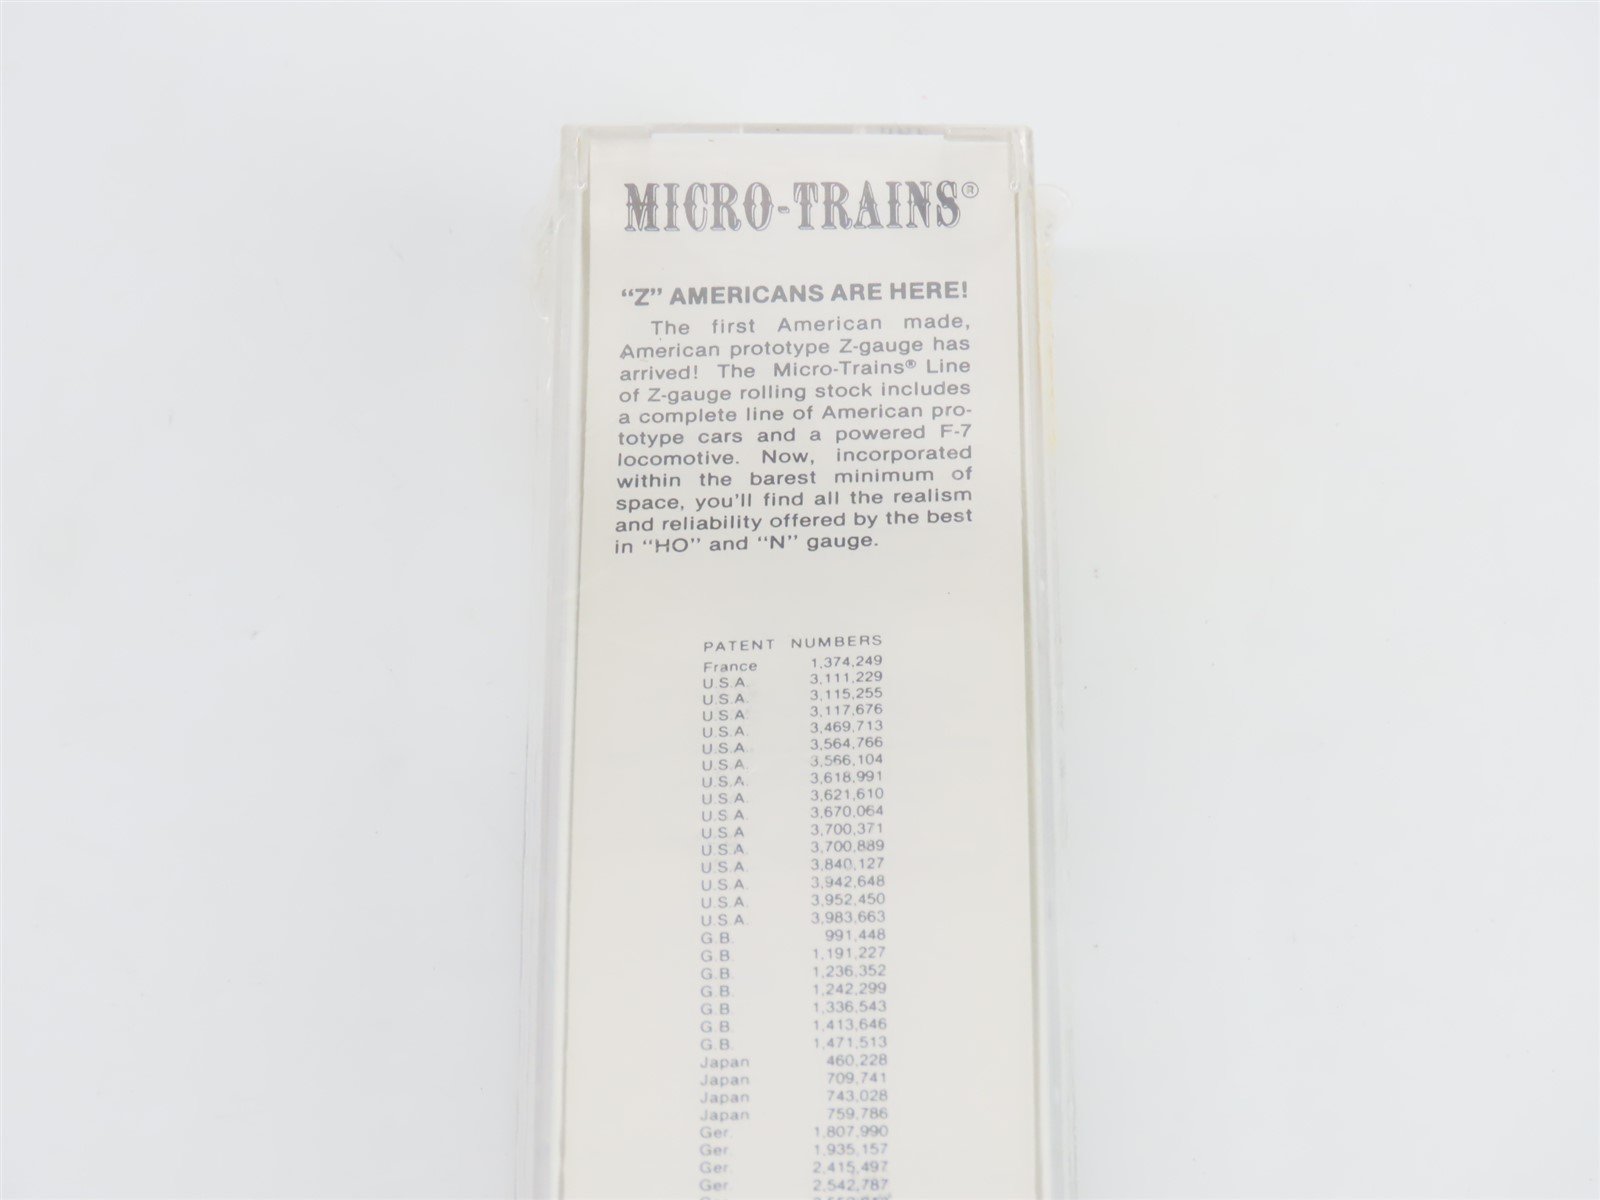 MICRO-TRAINS®
"Z" AMERICANS ARE HERE!
The first American made,
American prototype Z-gauge has
arrived! The Micro-Trains® Line
of Z-gauge rolling stock includes
a complete line of American pro-
totype cars and a powered F-7
locomotive. Now, incorporated
within the barest minimum of
space, you'll find all the realism
and reliability offered by the best
in "HO" and "N" gauge.
PATENT NUMBERS
France 1,374,249
U.S.A. 3,111,229
U.S.A. 3,115,255
U.S.A. 3,117,676
U.S.A. 3,469,713
U.S.A. 3,564,766
U.S.A. 3,566,104
U.S.A. 3,618,991
U.S.A. 3,621,610
U.S.A. 3,670,064
U.S.A 3,700,371
U.S.A. 3,700,889
U.S.A. 3,840,127
U.S.A. 3,942,648
U.S.A. 3,952,450
U.S.A. 3,983,663
G.B. 991,448
G.B. 1,191,227
G.B. 1,236,352
G.B. 1,242,299
G.B. 1,336,543
G.B. 1,413,646
G.B. 1,471,513
Japan 460,228
Japan 709,741
Japan 743,028
Japan 759,786
Ger. 1,807,990
Ger. 1,935,157
Ger. 2,415,497
Ger. 2,542,787